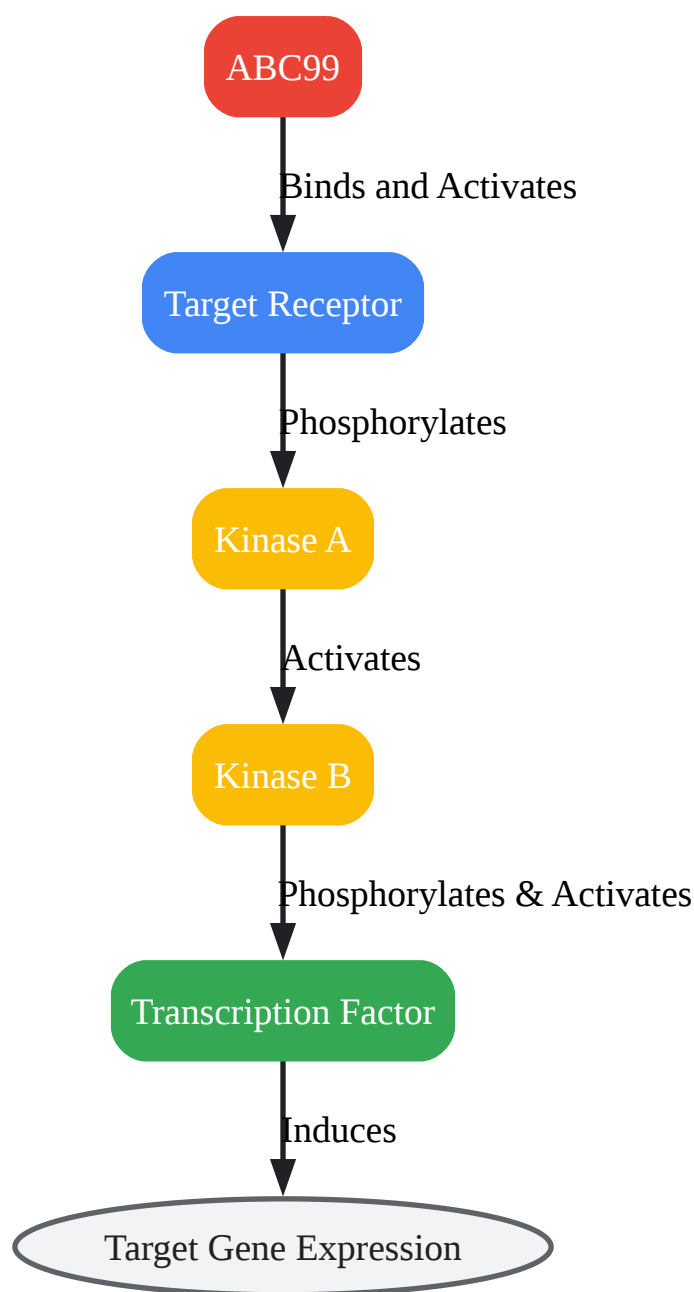 ABC99
Binds and Activates
Target Receptor
Phosphorylates
Kinase A
Activates
Kinase B
Phosphorylates & Activates
Transcription Factor
Induces
Target Gene Expression